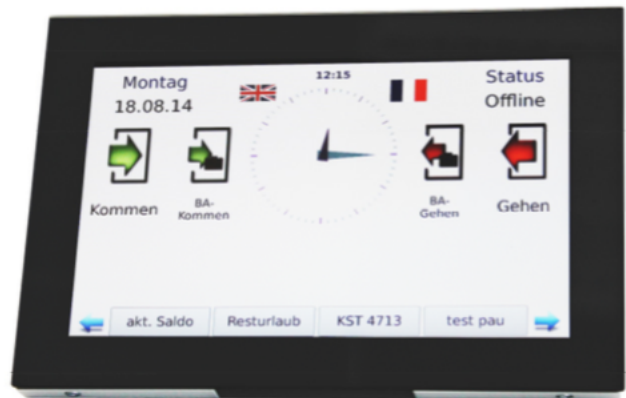 Montag
18.08.14
12:15
Status
Offline
Kommen
BA-
Kommen
BA-
Gehen
Gehen
akt. Saldo
Resturlaub
KST 4713
test pau